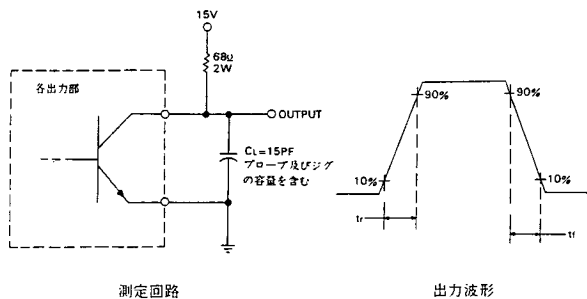 15V
68Ω
2W
各出力部
OUTPUT
CL=15PF
プローブ及びジグ
の容量を含む
測定回路
90%
90%
10%
10%
tr
tf
出力波形